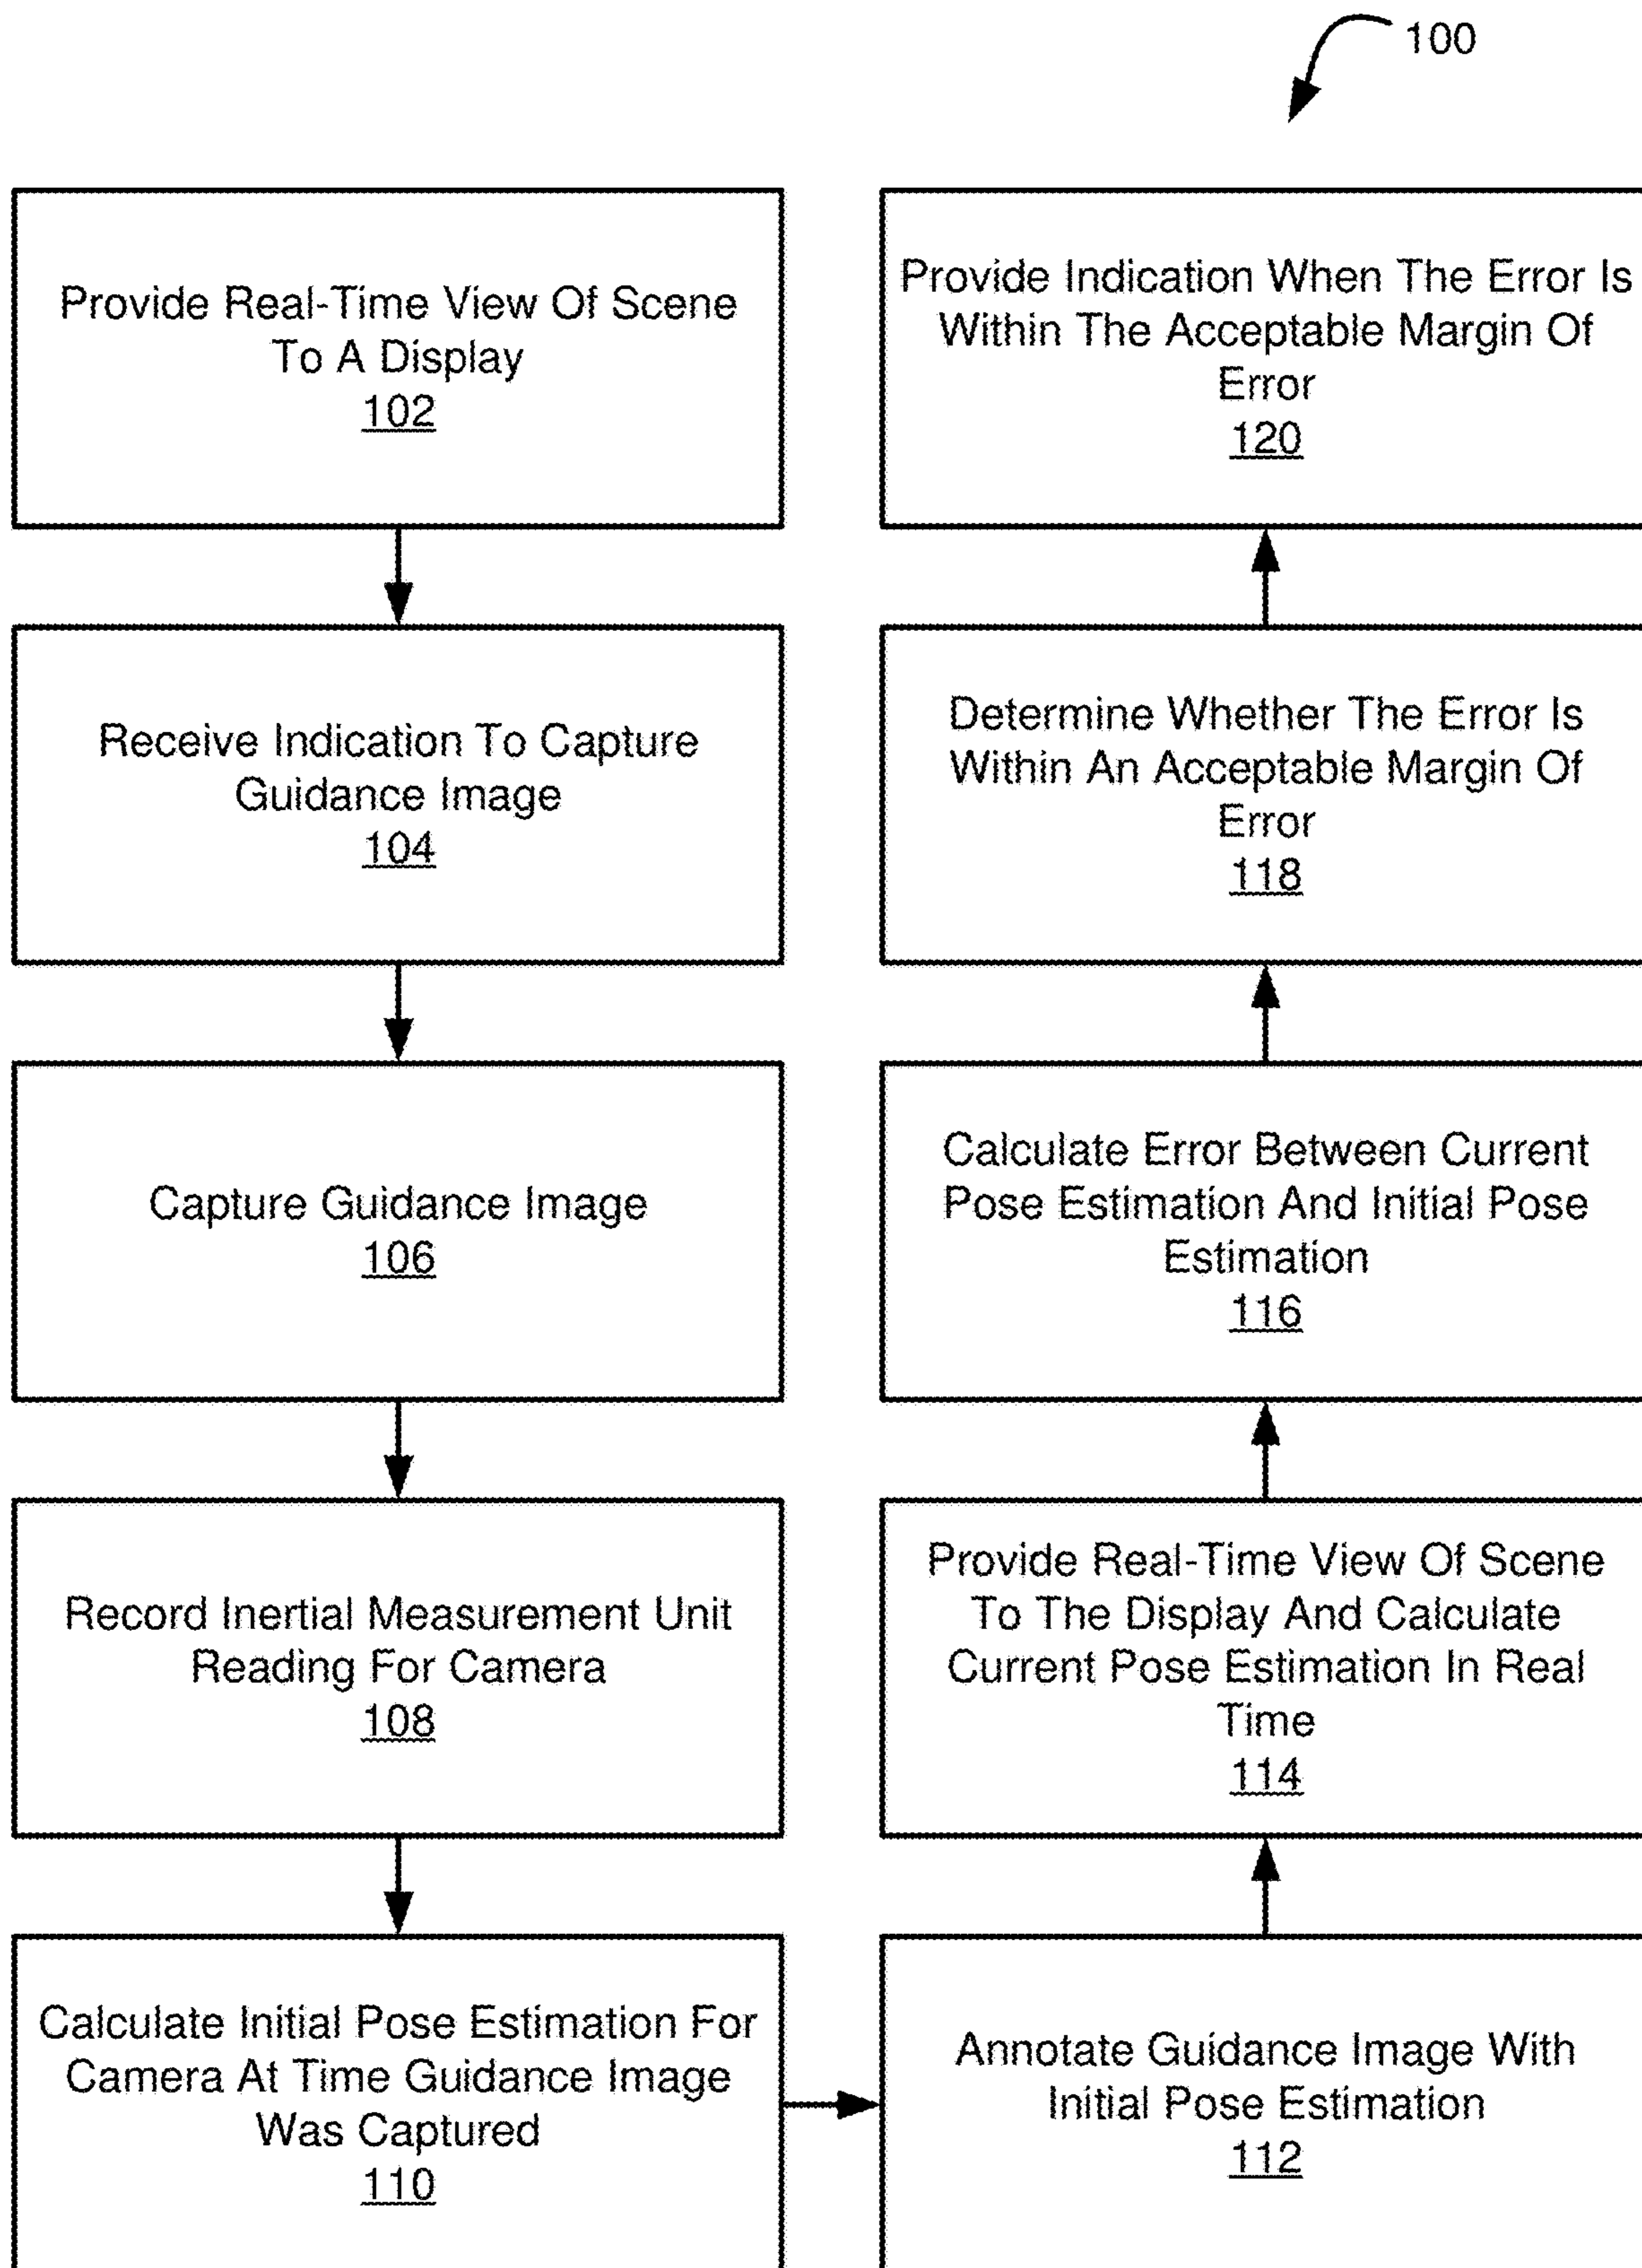 100
Provide Real-Time View Of Scene
To A Display
102
Receive Indication To Capture
Guidance Image
104
Capture Guidance Image
106
Record Inertial Measurement Unit
Reading For Camera
108
Calculate Initial Pose Estimation For
Camera At Time Guidance Image
Was Captured
110
Annotate Guidance Image With
Initial Pose Estimation
112
Provide Real-Time View Of Scene
To The Display And Calculate
Current Pose Estimation In Real
Time
114
Calculate Error Between Current
Pose Estimation And Initial Pose
Estimation
116
Determine Whether The Error Is
Within An Acceptable Margin Of
Error
118
Provide Indication When The Error Is
Within The Acceptable Margin Of
Error
120